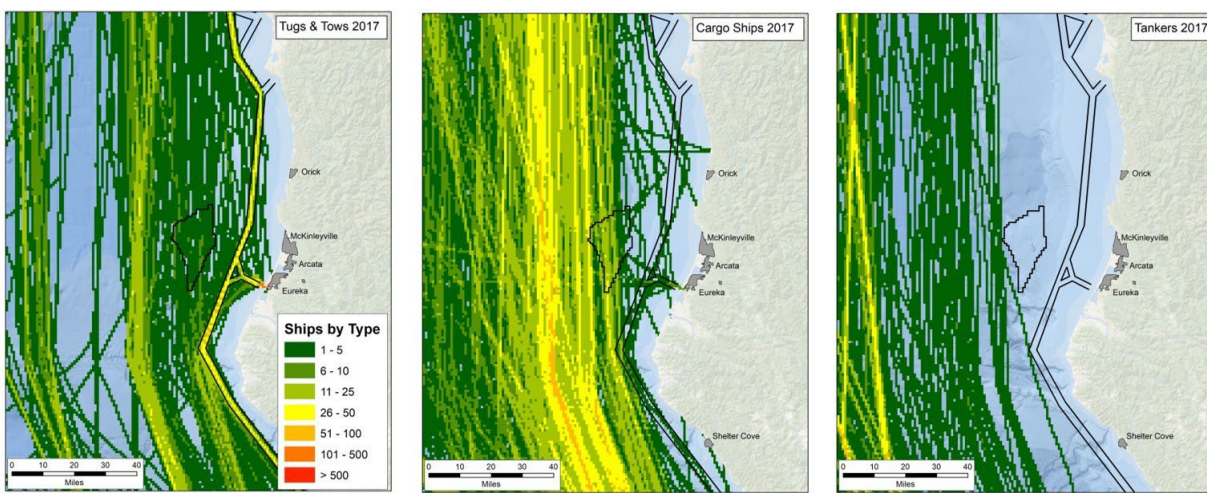 Tugs & Tows 2017
Orick
McKinleyville
Arcata
Eureka
Ships by Type
1 - 5
6 - 10
11 - 25
26 - 50
51 - 100
101 - 500
> 500
0 10 20 30 40
Miles
Cargo Ships 2017
Orick
McKinleyville
Arcata
Eureka
Shelter Cove
0 10 20 30 40
Miles
Tankers 2017
Orick
McKinleyville
Arcata
Eureka
Shelter Cove
0 10 20 30 40
Miles